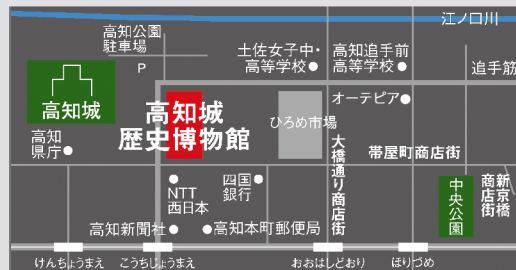 江ノ口川
高知公園
駐車場
P
土佐女子中・
高等学校
高知追手前
高等学校
追手筋
高知城
オーテピア
高知城
歴史博物館
ひろめ市場
高知
県庁
大橋通り商店街
帯屋町商店街
新京橋
商店街
中央公園
NTT
西日本
四国
銀行
高知新聞社
高知本町郵便局
けんちょうまえ
こうちじょうまえ
おおはしどおり
ほりづめ